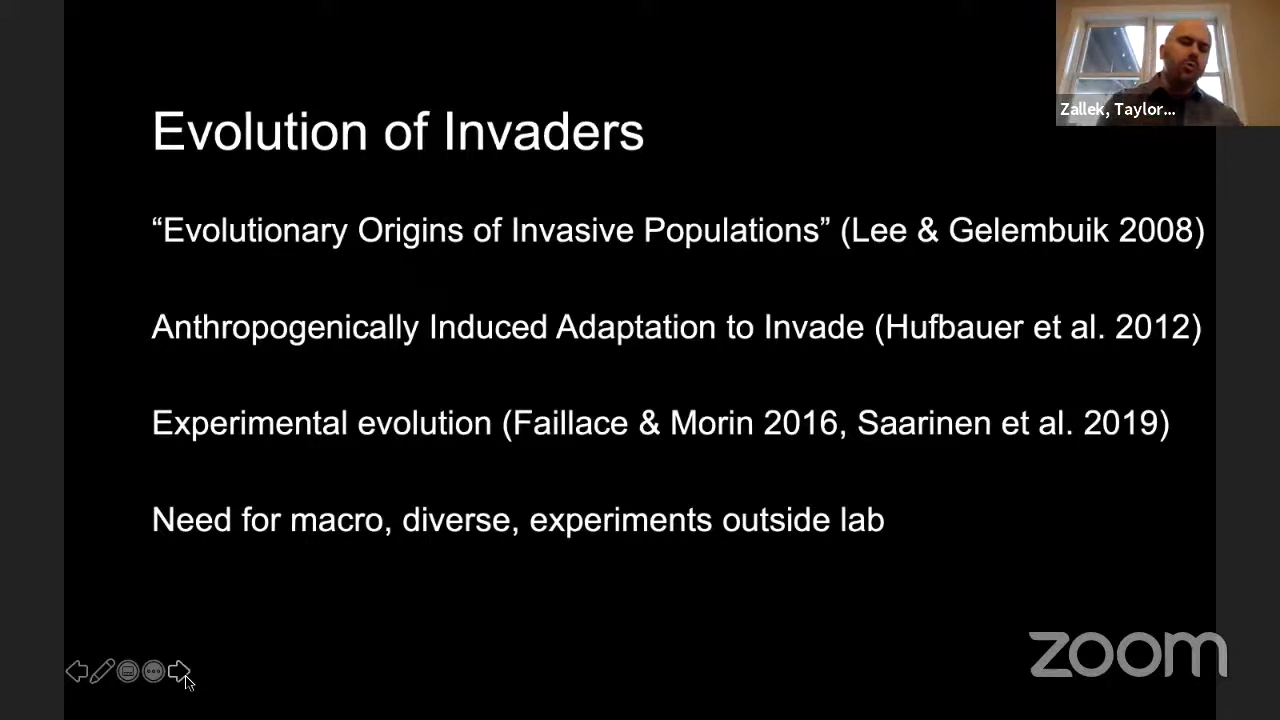 Evolution of Invaders
“Evolutionary Origins of Invasive Populations” (Lee & Gelembuik 2008)
Anthropogenically Induced Adaptation to Invade (Hufbauer et al. 2012)
Experimental evolution (Faillace & Morin 2016, Saarinen et al. 2019)
Need for macro, diverse, experiments outside lab
Zallek, Taylor...
zoom